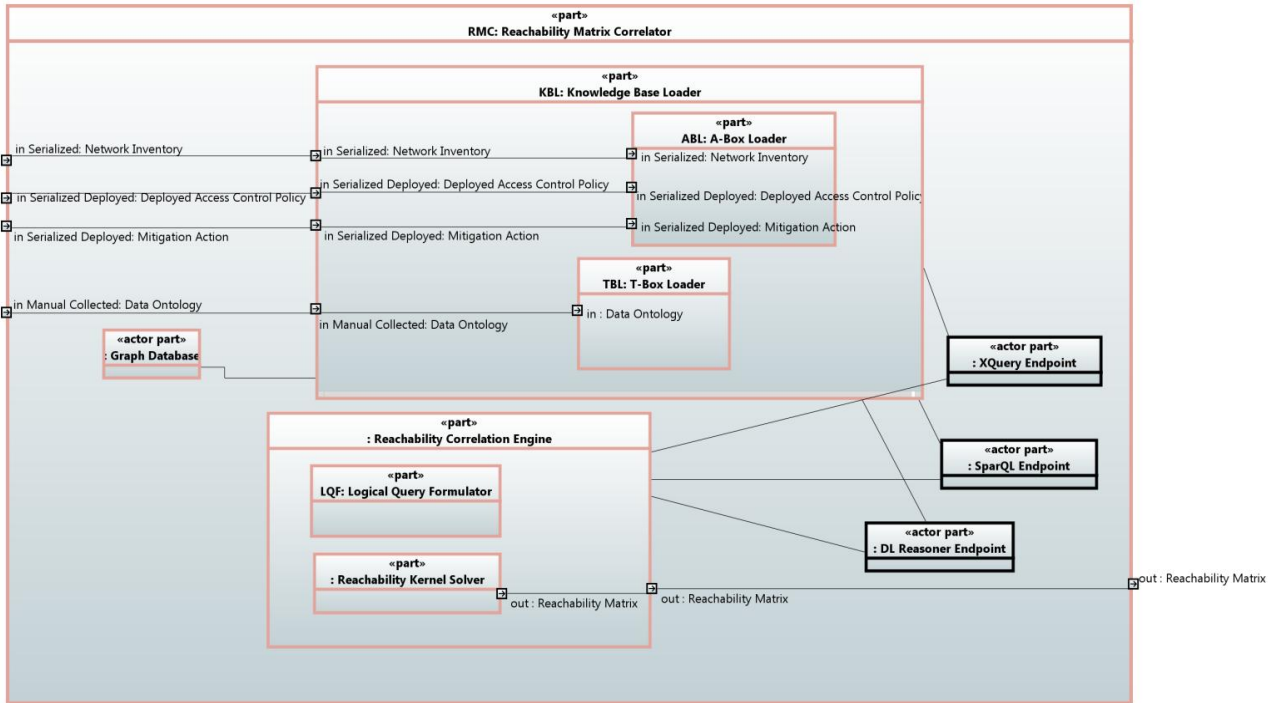 «part»
RMC: Reachability Matrix Correlator
«part»
KBL: Knowledge Base Loader
«part»
ABL: A-Box Loader
in Serialized: Network Inventory
in Serialized: Network Inventory
in Serialized: Network Inventory
in Serialized Deployed: Deployed Access Control Policy
in Serialized Deployed: Deployed Access Control Policy
in Serialized Deployed: Deployed Access Control Policy
in Serialized Deployed: Mitigation Action
in Serialized Deployed: Mitigation Action
in Serialized Deployed: Mitigation Action
«part»
TBL: T-Box Loader
in Manual Collected: Data Ontology
in Manual Collected: Data Ontology
in : Data Ontology
«actor part»
: Graph Database
«actor part»
: XQuery Endpoint
«part»
: Reachability Correlation Engine
«actor part»
: SparQL Endpoint
«part»
LQF: Logical Query Formulator
«actor part»
: DL Reasoner Endpoint
«part»
: Reachability Kernel Solver
out : Reachability Matrix
out : Reachability Matrix
out : Reachability Matrix